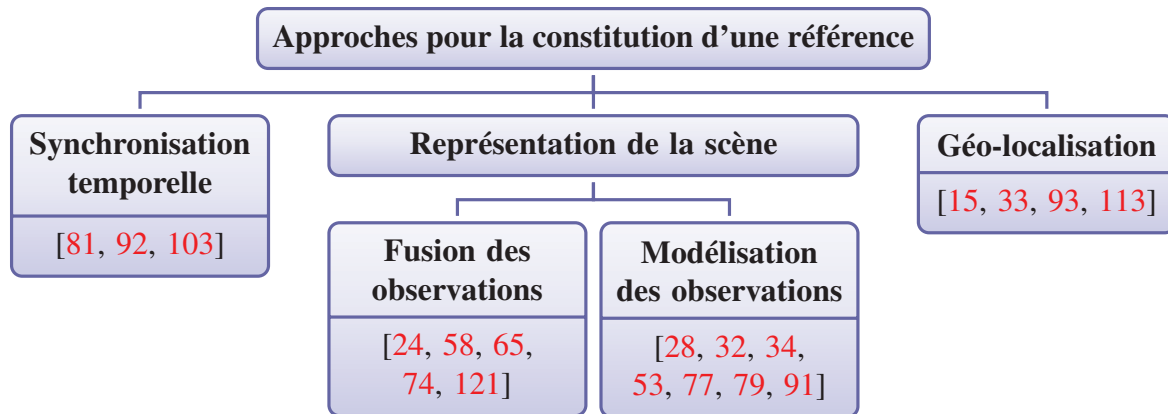 Approches pour la constitution d'une référence
Synchronisation
temporelle
[81, 92, 103]
Représentation de la scène
Fusion des
observations
[24, 58, 65,
74, 121]
Modélisation
des observations
[28, 32, 34,
53, 77, 79, 91]
Géo-localisation
[15, 33, 93, 113]